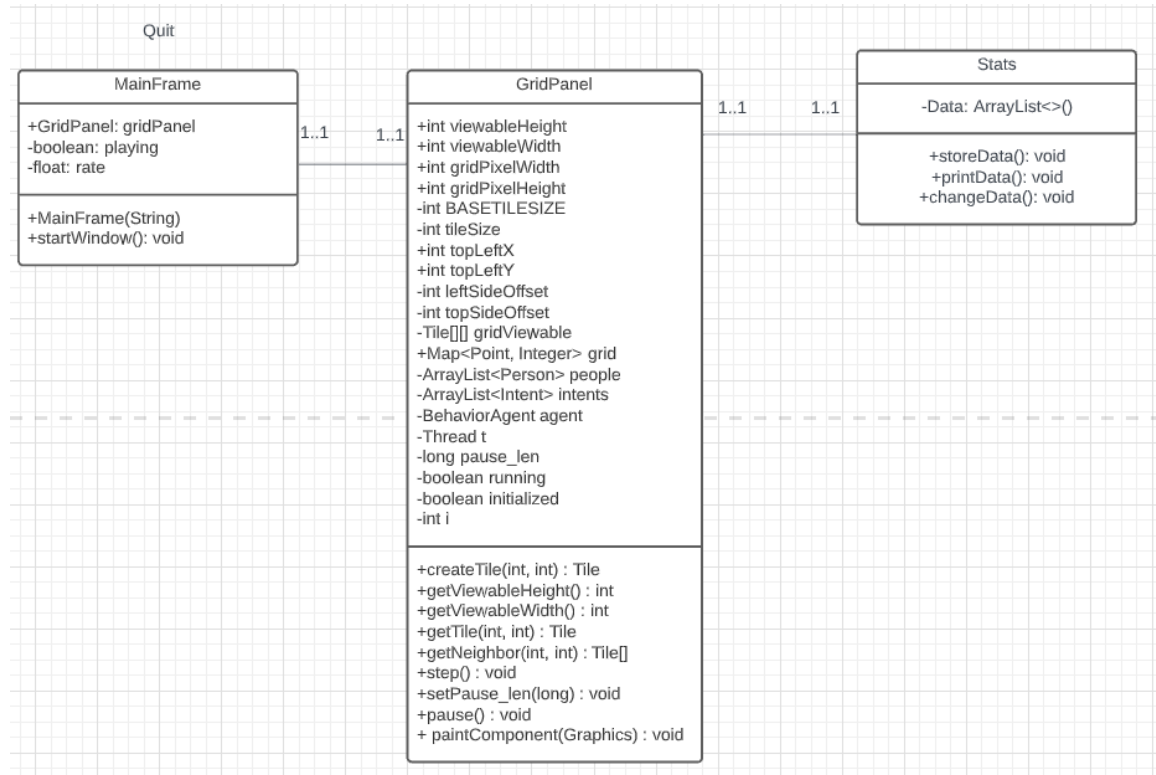 Quit
MainFrame
+GridPanel: gridPanel
-boolean: playing
-float: rate
+MainFrame(String)
+startWindow(): void
1..1
1..1
GridPanel
+int viewableHeight
+int viewableWidth
+int gridPixelWidth
+int gridPixelHeight
-int BASETILESIZE
-int tileSize
+int topLeftX
+int topLeftY
-int leftSideOffset
-int topSideOffset
-Tile[][] gridViewable
+Map<Point, Integer> grid
-ArrayList<Person> people
-ArrayList<Intent> intents
-BehaviorAgent agent
-Thread t
-long pause_len
-boolean running
-boolean initialized
-int i
+createTile(int, int) : Tile
+getViewableHeight() : int
+getViewableWidth() : int
+getTile(int, int) : Tile
+getNeighbor(int, int) : Tile[]
+step() : void
+setPause_len(long) : void
+pause() : void
+ paintComponent(Graphics) : void
1..1
1..1
Stats
-Data: ArrayList<>()
+storeData(): void
+printData(): void
+changeData(): void